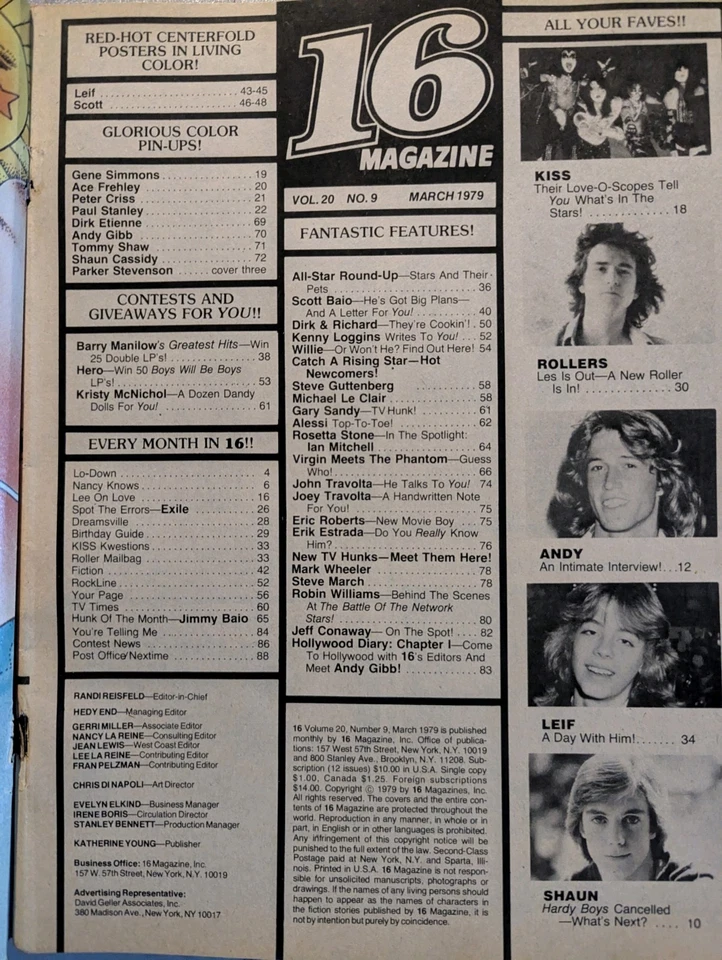 RED-HOT CENTERFOLD
POSTERS IN LIVING
COLOR!
Leif ........................ 43-45
Scott ...................... 46-48
GLORIOUS COLOR
PIN-UPS!
Gene Simmons ................ 19
Ace Frehley .................. 20
Peter Criss ................... 21
Paul Stanley .................. 22
Dirk Etienne .................. 69
Andy Gibb .................... 70
Tommy Shaw ................. 71
Shaun Cassidy ................ 72
Parker Stevenson ...... cover three
CONTESTS AND
GIVEAWAYS FOR YOU!!
Barry Manilow's Greatest Hits—Win
25 Double LP's! ................. 38
Hero—Win 50 Boys Will Be Boys
LP's! ........................... 53
Kristy McNichol—A Dozen Dandy
Dolls For You! .................. 61
EVERY MONTH IN 16!!
Lo-Down ........................ 4
Nancy Knows ................... 6
Lee On Love .................... 16
Spot The Errors—Exile .......... 26
Dreamsville ..................... 28
Birthday Guide .................. 29
KISS Kwestions .................. 33
Roller Mailbag ................... 33
Fiction .......................... 42
RockLine ........................ 52
Your Page ....................... 56
TV Times ........................ 60
Hunk Of The Month—Jimmy Baio 65
You're Telling Me ................ 84
Contest News .................... 86
Post Office/Nextime .............. 88
RANDI REISFELD—Editor-in-Chief
HEDY END—Managing Editor
GERRI MILLER—Associate Editor
NANCY LA REINE—Consulting Editor
JEAN LEWIS—West Coast Editor
LEE LA REINE—Contributing Editor
FRAN PELZMAN—Contributing Editor
CHRIS DI NAPOLI—Art Director
EVELYN ELKIND—Business Manager
IRENE BORIS—Circulation Director
STANLEY BENNETT—Production Manager
KATHERINE YOUNG—Publisher
Business Office: 16 Magazine, Inc.
157 W. 57th Street, New York, N.Y. 10019
Advertising Representative:
David Geller Associates, Inc.
380 Madison Ave., New York, NY 10017
16
MAGAZINE
VOL. 20 NO. 9 MARCH 1979
FANTASTIC FEATURES!
All-Star Round-Up—Stars And Their
Pets ........................... 36
Scott Baio—He's Got Big Plans—
And A Letter For You! ........... 40
Dirk & Richard—They're Cookin'! . 50
Kenny Loggins Writes To You! ... 52
Willie—Or Won't He? Find Out Here! 54
Catch A Rising Star—Hot
Newcomers!
Steve Guttenberg .............. 58
Michael Le Clair ................ 58
Gary Sandy—TV Hunk! .......... 61
Alessi Top-To-Toe! .............. 62
Rosetta Stone—In The Spotlight:
Ian Mitchell .................... 64
Virgin Meets The Phantom—Guess
Who! .......................... 66
John Travolta—He Talks To You! 74
Joey Travolta—A Handwritten Note
For You! ....................... 75
Eric Roberts—New Movie Boy ... 75
Erik Estrada—Do You Really Know
Him? .......................... 76
New TV Hunks—Meet Them Here!
Mark Wheeler .................. 78
Steve March .................... 78
Robin Williams—Behind The Scenes
At The Battle Of The Network
Stars! .......................... 80
Jeff Conaway—On The Spot! .... 82
Hollywood Diary: Chapter I—Come
To Hollywood with 16's Editors And
Meet Andy Gibb! ............... 83
16 Volume 20, Number 9, March 1979 is published
monthly by 16 Magazine, Inc. Office of publica-
tions: 157 West 57th Street, New York, N.Y. 10019
and 800 Stanley Ave., Brooklyn, N.Y. 11208. Sub-
scription (12 issues) $10.00 in U.S.A. Single copy
$1.00, Canada $1.25. Foreign subscriptions
$14.00. Copyright © 1979 by 16 Magazines, Inc.
All rights reserved. The covers and the entire con-
tents of 16 Magazine are protected throughout the
world. Reproduction in any manner, in whole or in
part, in English or in other languages is prohibited.
Any infringement of this copyright notice will be
punished to the full extent of the law. Second-Class
Postage paid at New York, N.Y. and Sparta, Illi-
nois. Printed in U.S.A. 16 Magazine is not respon-
sible for unsolicited manuscripts, photographs or
drawings. If the names of any living persons should
happen to appear as the names of characters in
the fiction stories published by 16 Magazine, it is
not by intention but purely by coincidence.
ALL YOUR FAVES!!
KISS
Their Love-O-Scopes Tell
You What's In The
Stars! ............ 18
ROLLERS
Les Is Out—A New Roller
Is In! .............. 30
ANDY
An Intimate Interview!...12
LEIF
A Day With Him!....... 34
SHAUN
Hardy Boys Cancelled
—What's Next? .... 10